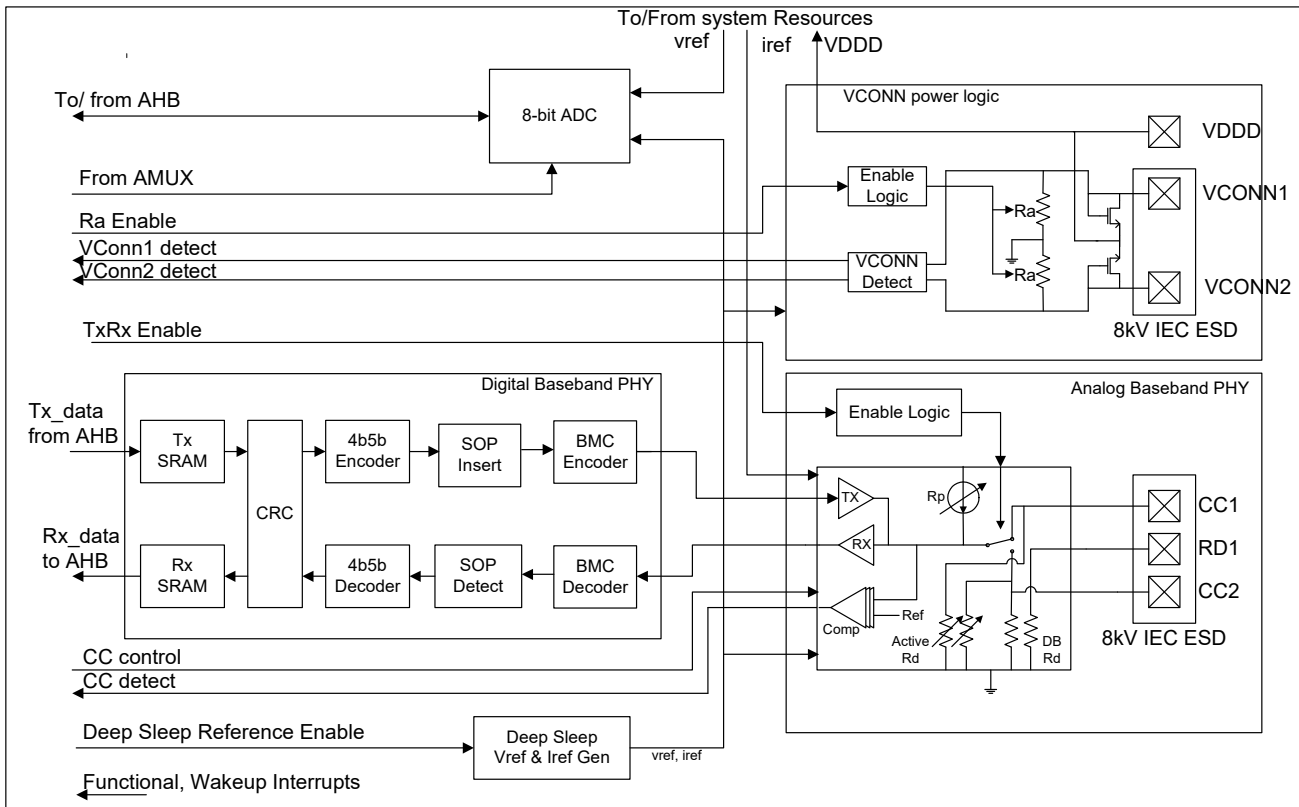 To/From system Resources
vref
iref
VDDD
To/ from AHB
8-bit ADC
From AMUX
VCONN power logic
VDDD
Enable
Logic
Ra
VCONN1
Ra Enable
VConn1 detect
VConn2 detect
VCONN
Detect
Ra
VCONN2
8kV IEC ESD
TxRx Enable
Digital Baseband PHY
Analog Baseband PHY
Enable Logic
Tx_data
from AHB
Tx
SRAM
CRC
4b5b
Encoder
SOP
Insert
BMC
Encoder
TX
Rp
CC1
Rx_data
to AHB
Rx
SRAM
4b5b
Decoder
SOP
Detect
BMC
Decoder
RX
RD1
CC2
Ref
Comp
Active
Rd
DB
Rd
8kV IEC ESD
CC control
CC detect
Deep Sleep Reference Enable
Deep Sleep
Vref & Iref Gen
vref, iref
Functional, Wakeup Interrupts